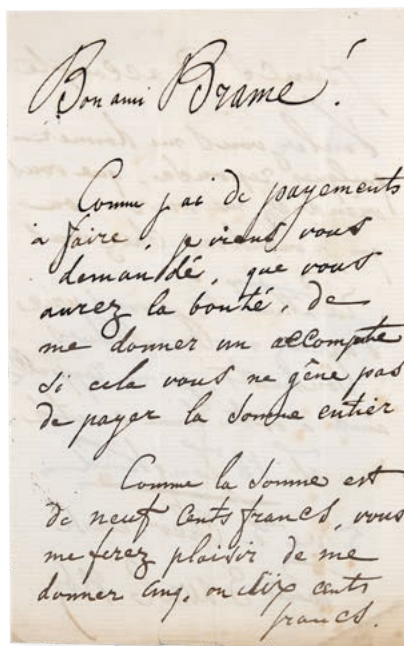 Bon ami Brame !
Comme j ai de payements
à faire, je viens vous
demandé, que vous
aurez la bonté, de
me donner un accompte
si cela vous ne gêne pas
de payer la somme entier
Comme la somme est
de neuf cents francs, vous
me ferez plaisir de me
donner cinq, ou dix cents
francs.